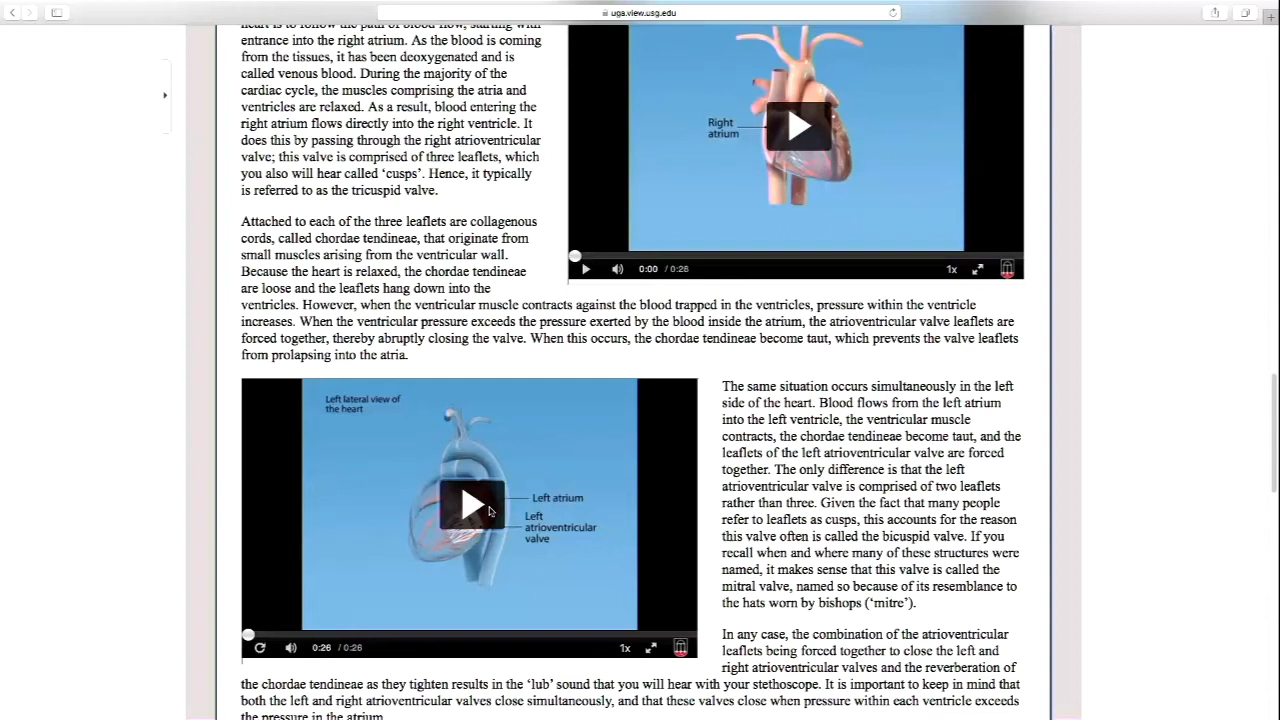 uga.view.usg.edu
heart is to follow the path of blood flow, starting with
entrance into the right atrium. As the blood is coming
from the tissues, it has been deoxygenated and is
called venous blood. During the majority of the
cardiac cycle, the muscles comprising the atria and
ventricles are relaxed. As a result, blood entering the
right atrium flows directly into the right ventricle. It
does this by passing through the right atrioventricular
valve; this valve is comprised of three leaflets, which
you also will hear called ‘cusps’. Hence, it typically
is referred to as the tricuspid valve.
Right
atrium
0:00 / 0:28
1x
Attached to each of the three leaflets are collagenous
cords, called chordae tendineae, that originate from
small muscles arising from the ventricular wall.
Because the heart is relaxed, the chordae tendineae
are loose and the leaflets hang down into the
ventricles. However, when the ventricular muscle contracts against the blood trapped in the ventricles, pressure within the ventricle
increases. When the ventricular pressure exceeds the pressure exerted by the blood inside the atrium, the atrioventricular valve leaflets are
forced together, thereby abruptly closing the valve. When this occurs, the chordae tendineae become taut, which prevents the valve leaflets
from prolapsing into the atria.
Left lateral view of
the heart
Left atrium
Left
atrioventricular
valve
0:26 / 0:26
1x
The same situation occurs simultaneously in the left
side of the heart. Blood flows from the left atrium
into the left ventricle, the ventricular muscle
contracts, the chordae tendineae become taut, and the
leaflets of the left atrioventricular valve are forced
together. The only difference is that the left
atrioventricular valve is comprised of two leaflets
rather than three. Given the fact that many people
refer to leaflets as cusps, this accounts for the reason
this valve often is called the bicuspid valve. If you
recall when and where many of these structures were
named, it makes sense that this valve is called the
mitral valve, named so because of its resemblance to
the hats worn by bishops (‘mitre’).
In any case, the combination of the atrioventricular
leaflets being forced together to close the left and
right atrioventricular valves and the reverberation of
the chordae tendineae as they tighten results in the ‘lub’ sound that you will hear with your stethoscope. It is important to keep in mind that
both the left and right atrioventricular valves close simultaneously, and that these valves close when pressure within each ventricle exceeds
the pressure in the atrium